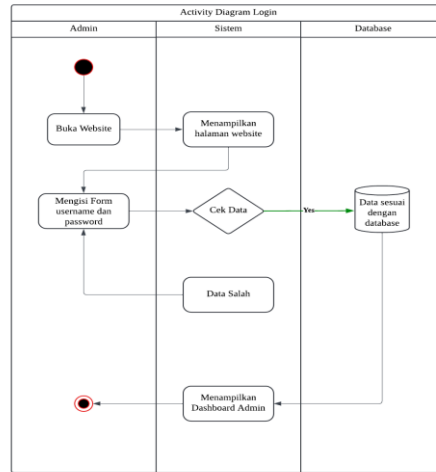 Activity Diagram Login
Admin
Sistem
Database
Buka Website
Menampilkan
halaman website
Mengisi Form
username dan
password
Cek Data
Yes
Data sesuai
dengan
database
Data Salah
Menampilkan
Dashboard Admin